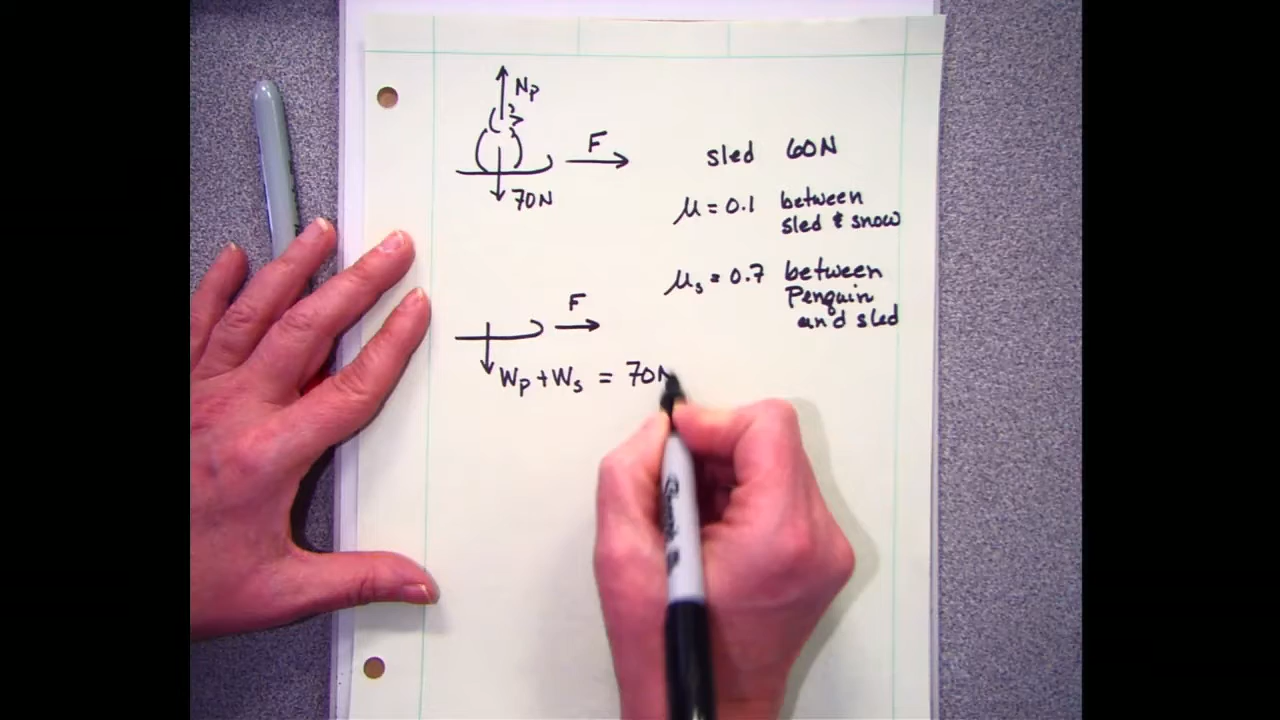 Np
F
70N
sled 60N
μ = 0.1 between
sled & snow
μs = 0.7 between
Penguin
and sled
F
Wp + Ws = 70N